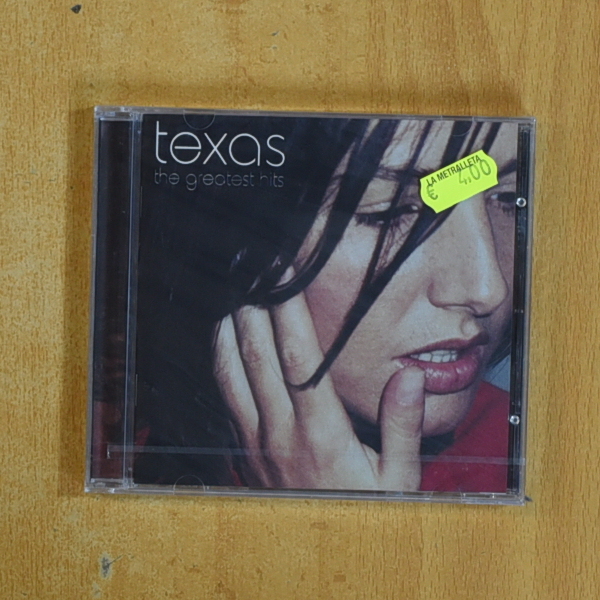 texas
the greatest hits
LA METRALLETA
€ 4,00